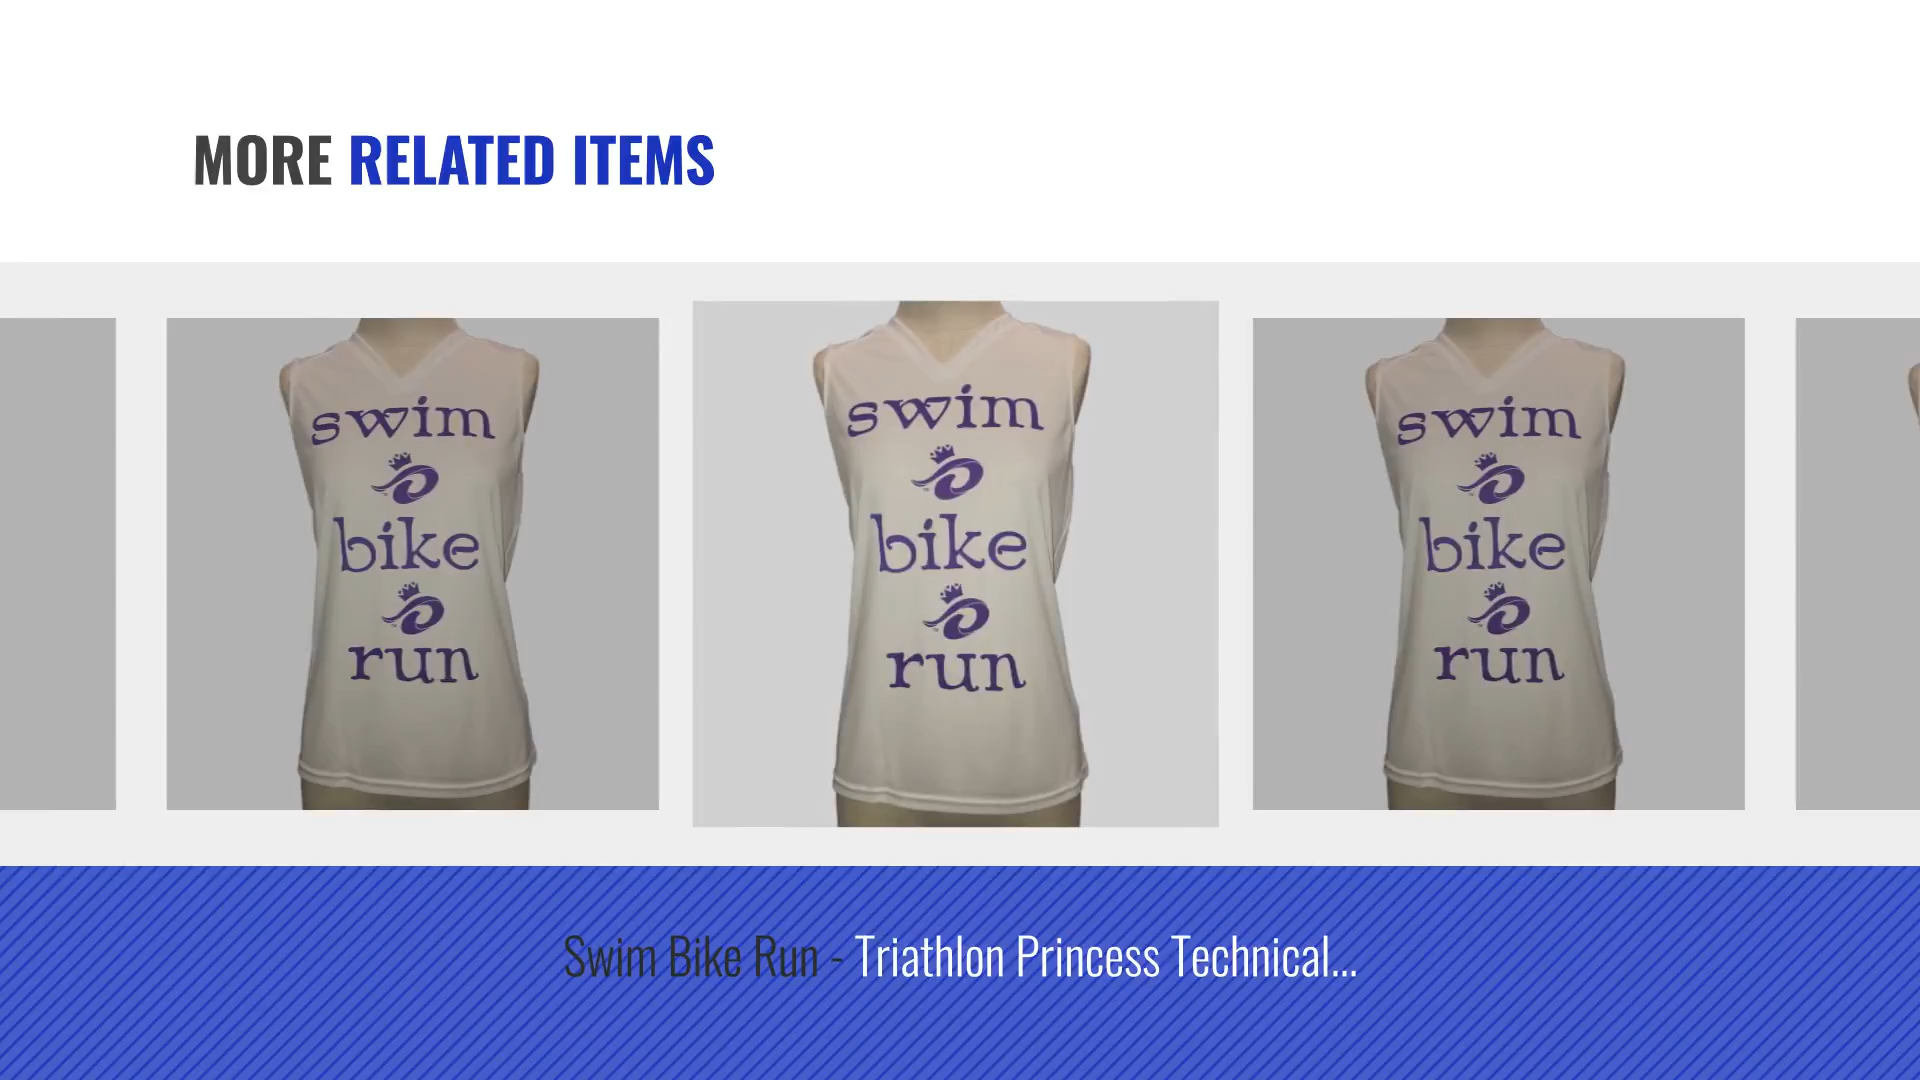 MORE RELATED ITEMS
swim
bike
run
swim
bike
run
swim
bike
run
Swim Bike Run - Triathlon Princess Technical...